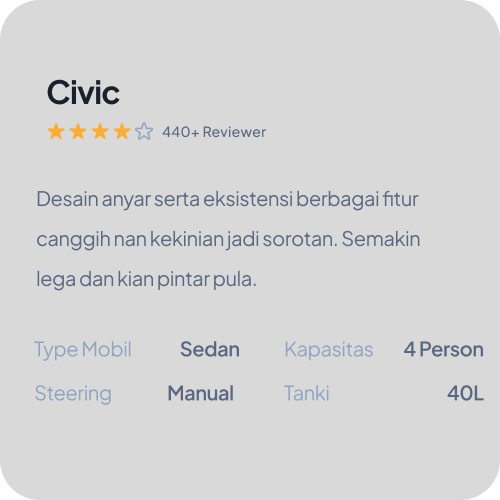 Civic
440+ Reviewer
Desain anyar serta eksistensi berbagai fitur
canggih nan kekinian jadi sorotan. Semakin
lega dan kian pintar pula.
Type Mobil Sedan Kapasitas 4 Person
Steering Manual Tanki 40L